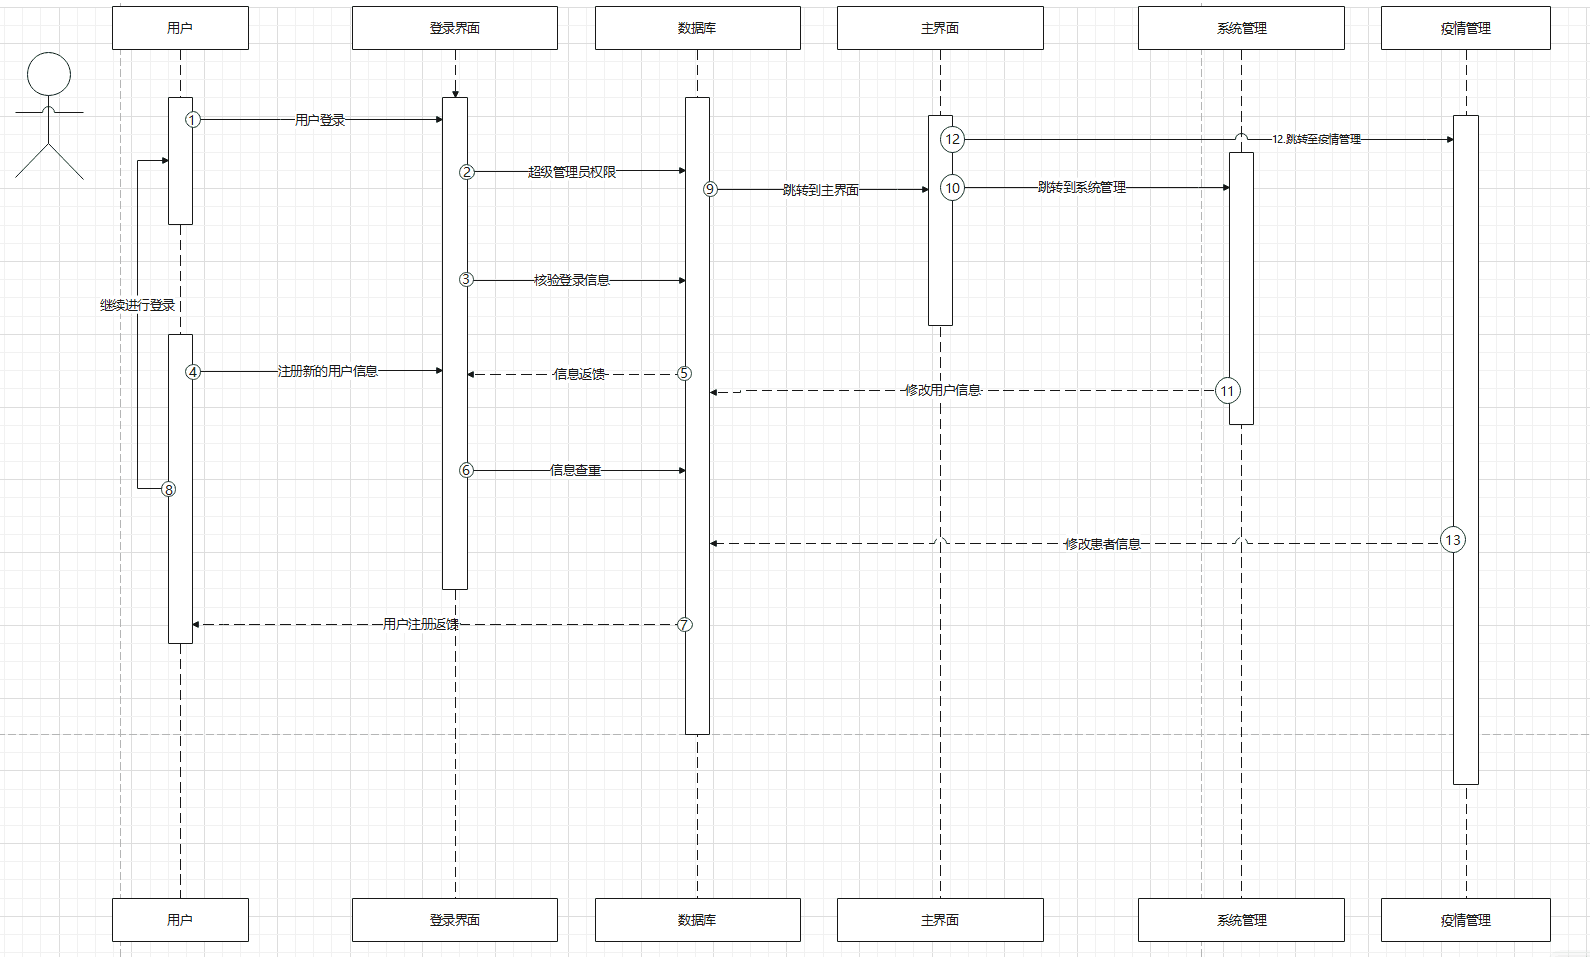 用户
登录界面
数据库
主界面
系统管理
疫情管理
1
用户登录
12
12.跳转至疫情管理
2
超级管理员权限
9
跳转到主界面
10
跳转到系统管理
3
核验登录信息
继续进行登录
4
注册新的用户信息
信息返馈
5
修改用户信息
11
6
信息查重
8
修改患者信息
13
用户注册返馈
7
用户
登录界面
数据库
主界面
系统管理
疫情管理